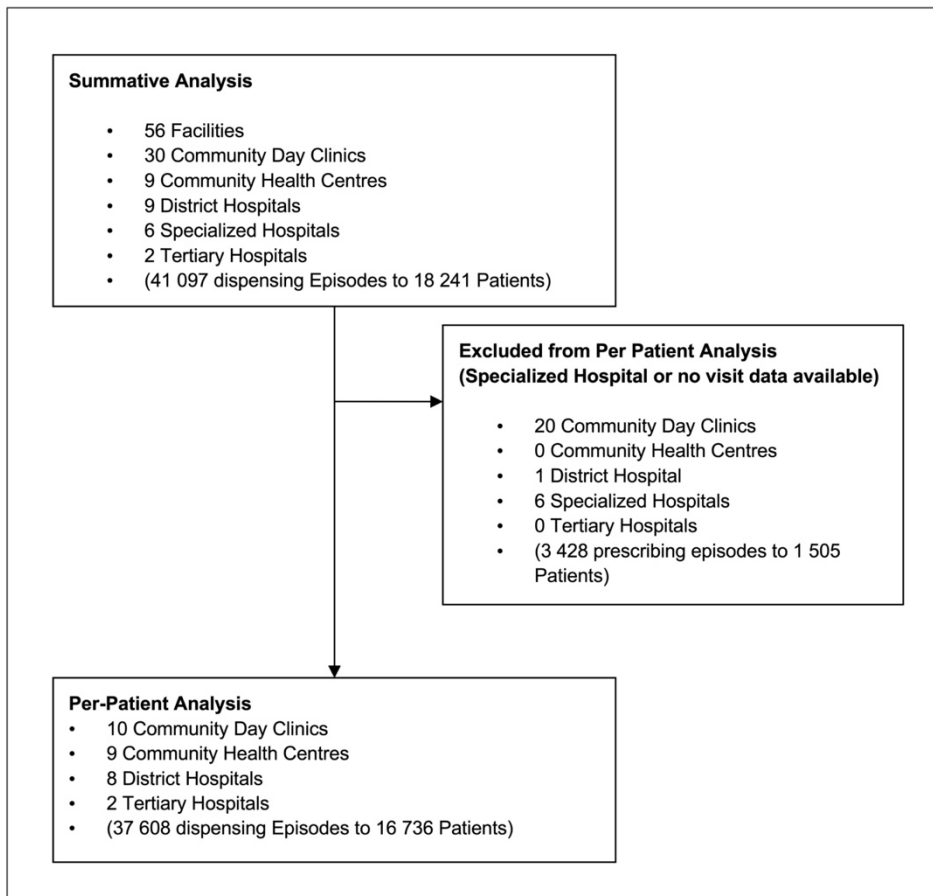 Summative Analysis
• 56 Facilities
• 30 Community Day Clinics
• 9 Community Health Centres
• 9 District Hospitals
• 6 Specialized Hospitals
• 2 Tertiary Hospitals
• (41 097 dispensing Episodes to 18 241 Patients)
Excluded from Per Patient Analysis
(Specialized Hospital or no visit data available)
• 20 Community Day Clinics
• 0 Community Health Centres
• 1 District Hospital
• 6 Specialized Hospitals
• 0 Tertiary Hospitals
• (3 428 prescribing episodes to 1 505
Patients)
Per-Patient Analysis
• 10 Community Day Clinics
• 9 Community Health Centres
• 8 District Hospitals
• 2 Tertiary Hospitals
• (37 608 dispensing Episodes to 16 736 Patients)